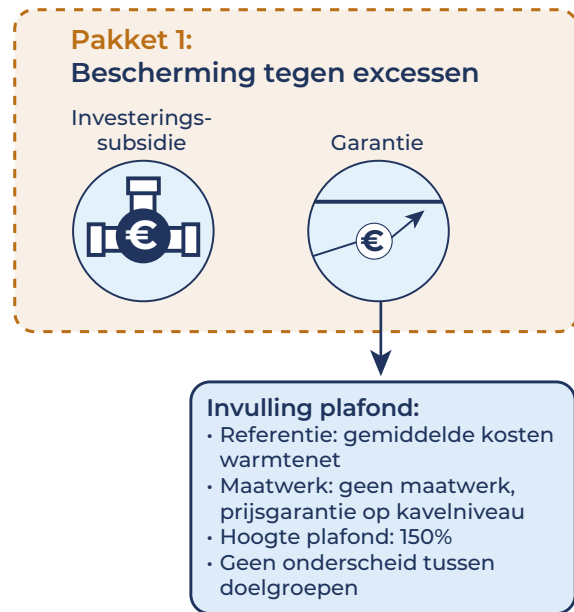 Pakket 1:
Bescherming tegen excessen
Investerings-
subsidie
Garantie
€
€
Invulling plafond:
• Referentie: gemiddelde kosten
warmtenet
• Maatwerk: geen maatwerk,
prijsgarantie op kavelniveau
• Hoogte plafond: 150%
• Geen onderscheid tussen
doelgroepen